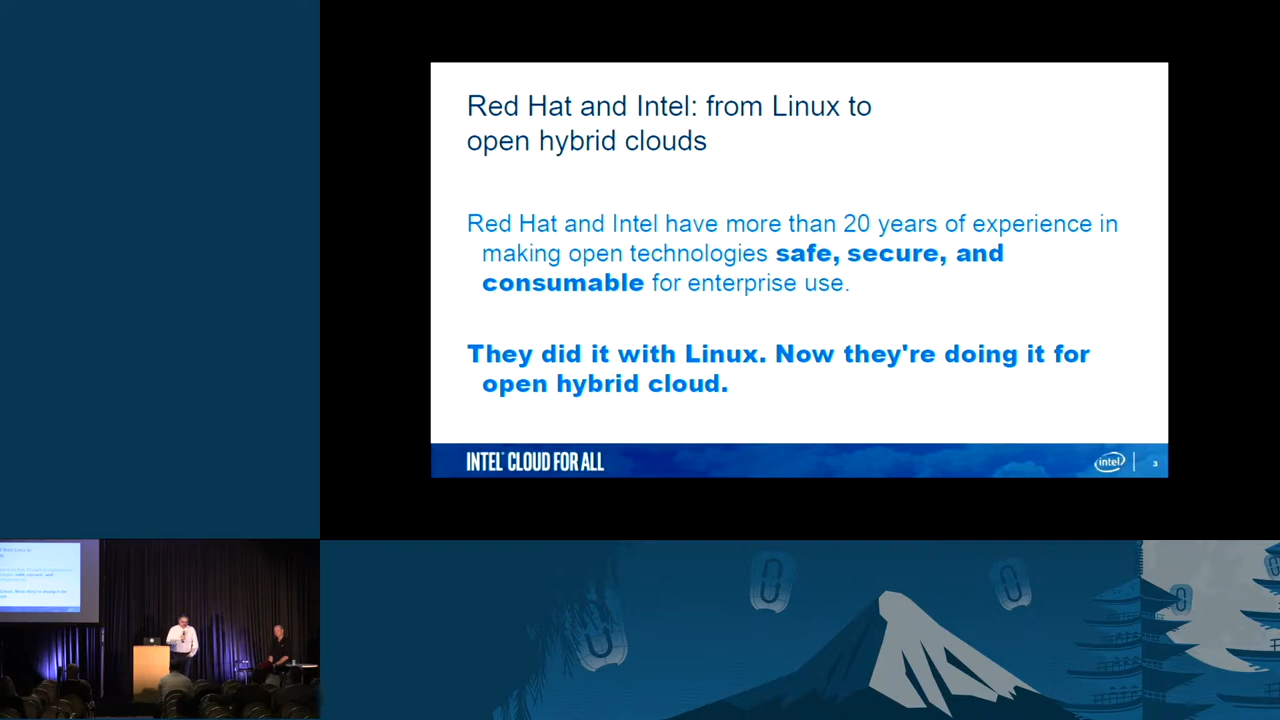 Red Hat and Intel: from Linux to
open hybrid clouds
Red Hat and Intel have more than 20 years of experience in
making open technologies safe, secure, and
consumable for enterprise use.
They did it with Linux. Now they're doing it for
open hybrid cloud.
INTEL® CLOUD FOR ALL
intel
3